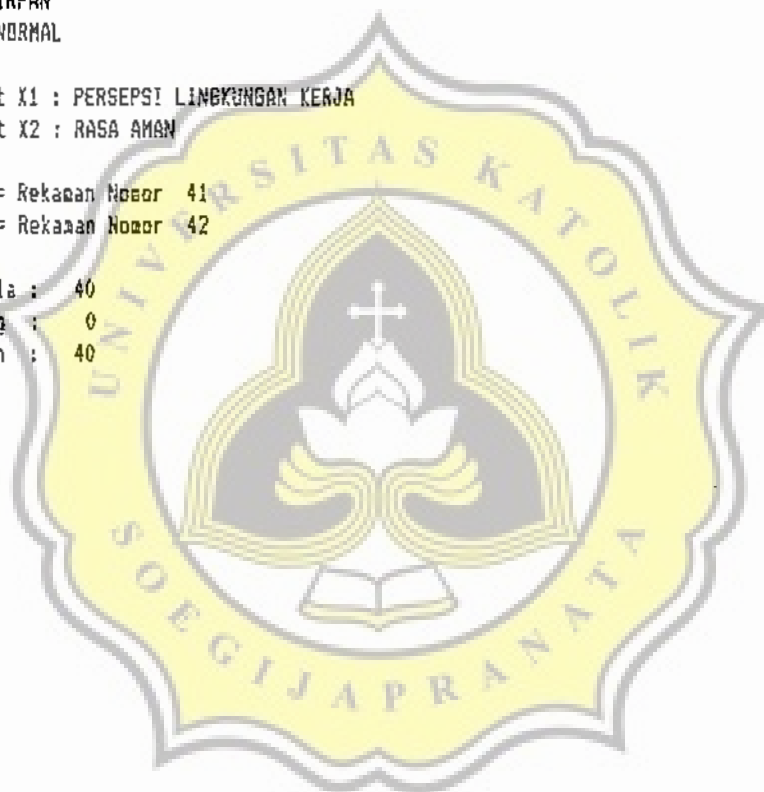 NORMAL
t X1 : PERSEPSI LINGKUNGAN KERJA
t X2 : RASA AMAN
= Rekaman Nomor 41
= Rekaman Nomor 42
la : 40
: 0
n : 40
UNIVERSITAS KATOLIK
SOEGIJAPRANATA